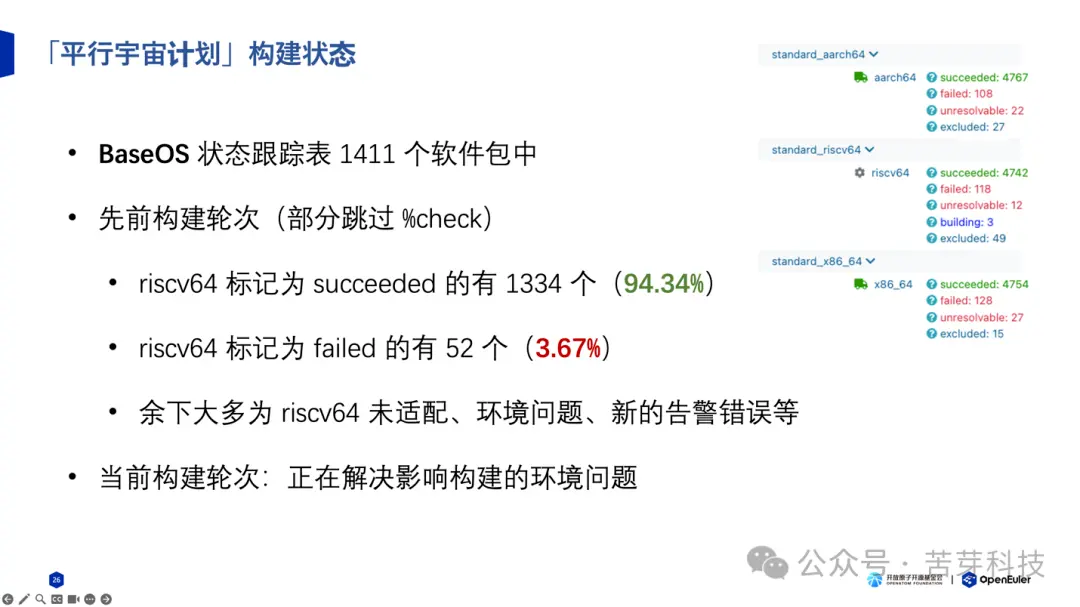 「平行宇宙计划」构建状态
• BaseOS 状态跟踪表 1411 个软件包中
• 先前构建轮次（部分跳过 %check）
• riscv64 标记为 succeeded 的有 1334 个（94.34%）
• riscv64 标记为 failed 的有 52 个（3.67%）
• 余下大多为 riscv64 未适配、环境问题、新的告警错误等
• 当前构建轮次：正在解决影响构建的环境问题
standard_aarch64
aarch64 succeeded: 4767
failed: 108
unresolvable: 22
excluded: 27
standard_riscv64
riscv64 succeeded: 4742
failed: 118
unresolvable: 12
building: 3
excluded: 49
standard_x86_64
x86_64 succeeded: 4754
failed: 128
unresolvable: 27
excluded: 15
26
CC
公众号 · 苦芽科技
开放原子开源基金会
OPENATOM FOUNDATION
OpenEuler